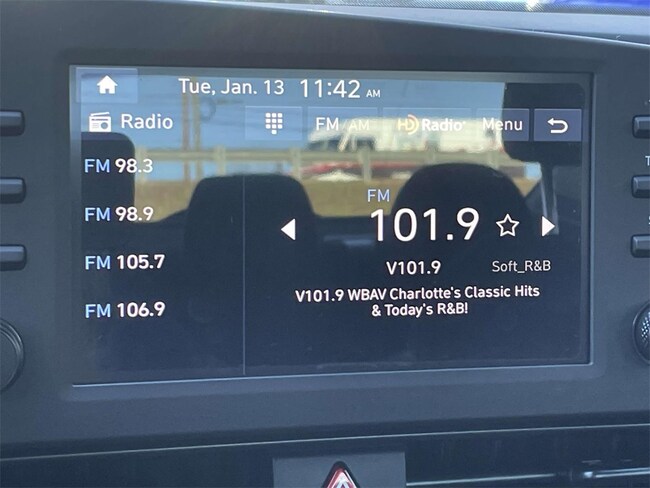 Tue, Jan. 13 11:42 AM
Radio FM AM HD Radio Menu
FM 98.3
FM 98.9
FM 105.7
FM 106.9
FM
101.9
V101.9 Soft_R&B
V101.9 WBAV Charlotte's Classic Hits
& Today's R&B!